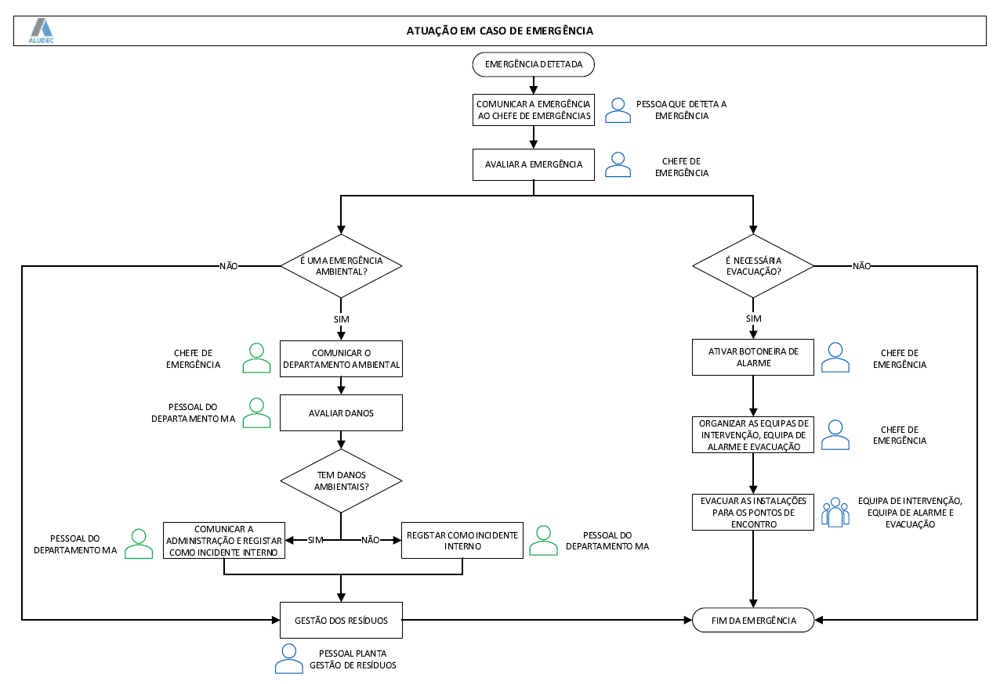 ALUDEC
ATUAÇÃO EM CASO DE EMERGÊNCIA
EMERGÊNCIA DETETADA
COMUNICAR A EMERGÊNCIA
AO CHEFE DE EMERGÊNCIAS
PESSOA QUE DETETA A
EMERGÊNCIA
AVALIAR A EMERGÊNCIA
CHEFE DE
EMERGÊNCIA
É UMA EMERGÊNCIA
AMBIENTAL?
NÃO
SIM
É NECESSÁRIA
EVACUAÇÃO?
NÃO
SIM
CHEFE DE
EMERGÊNCIA
COMUNICAR O
DEPARTAMENTO AMBIENTAL
ATIVAR BOTONEIRA DE
ALARME
CHEFE DE
EMERGÊNCIA
PESSOAL DO
DEPARTAMENTO MA
AVALIAR DANOS
ORGANIZAR AS EQUIPAS DE
INTERVENÇÃO, EQUIPA DE
ALARME E EVACUAÇÃO
CHEFE DE
EMERGÊNCIA
TEM DANOS
AMBIENTAIS?
EVACUAR AS INSTALAÇÕES
PARA OS PONTOS DE
ENCONTRO
EQUIPA DE INTERVENÇÃO,
EQUIPA DE ALARME E
EVACUAÇÃO
PESSOAL DO
DEPARTAMENTO MA
COMUNICAR A
ADMINISTRAÇÃO E REGISTAR
COMO INCIDENTE INTERNO
SIM
NÃO
REGISTAR COMO INCIDENTE
INTERNO
PESSOAL DO
DEPARTAMENTO MA
GESTÃO DOS RESÍDUOS
FIM DA EMERGÊNCIA
PESSOAL PLANTA
GESTÃO DE RESÍDUOS